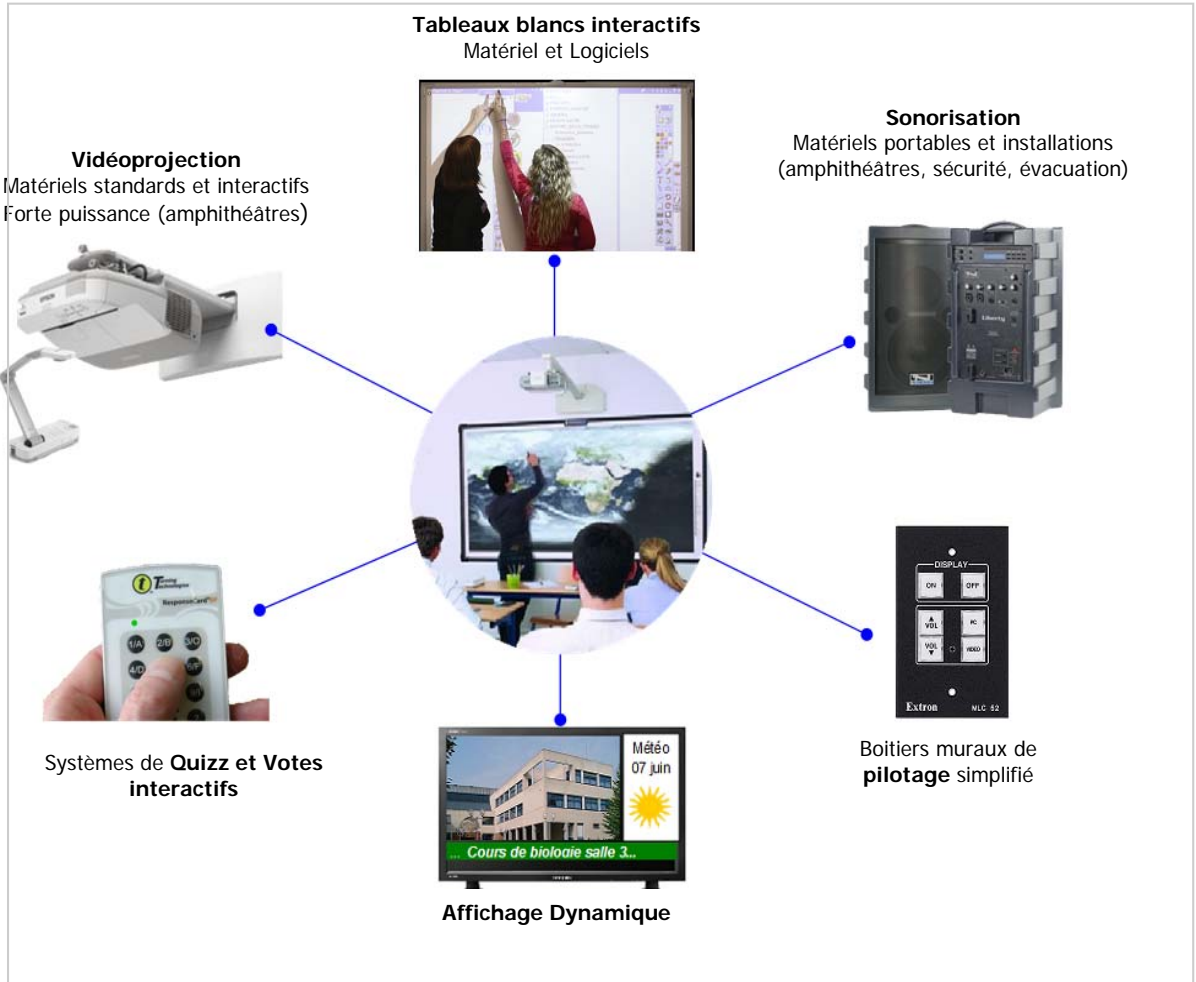 Tableaux blancs interactifs
Matériel et Logiciels
Sonorisation
Matériels portables et installations
(amphithéâtres, sécurité, évacuation)
Vidéoprojection
Matériels standards et interactifs
Forte puissance (amphithéâtres)
EPSON
Liberty
Turning
Technologies
ResponseCard
1/A 2/B 3/C
4/D
DISPLAY
ON OFF
VOL PC
VOL VIDEO
Extron MLC 52
Météo
07 juin
... Cours de biologie salle 3...
Systèmes de Quizz et Votes
interactifs
Boitiers muraux de
pilotage simplifié
Affichage Dynamique